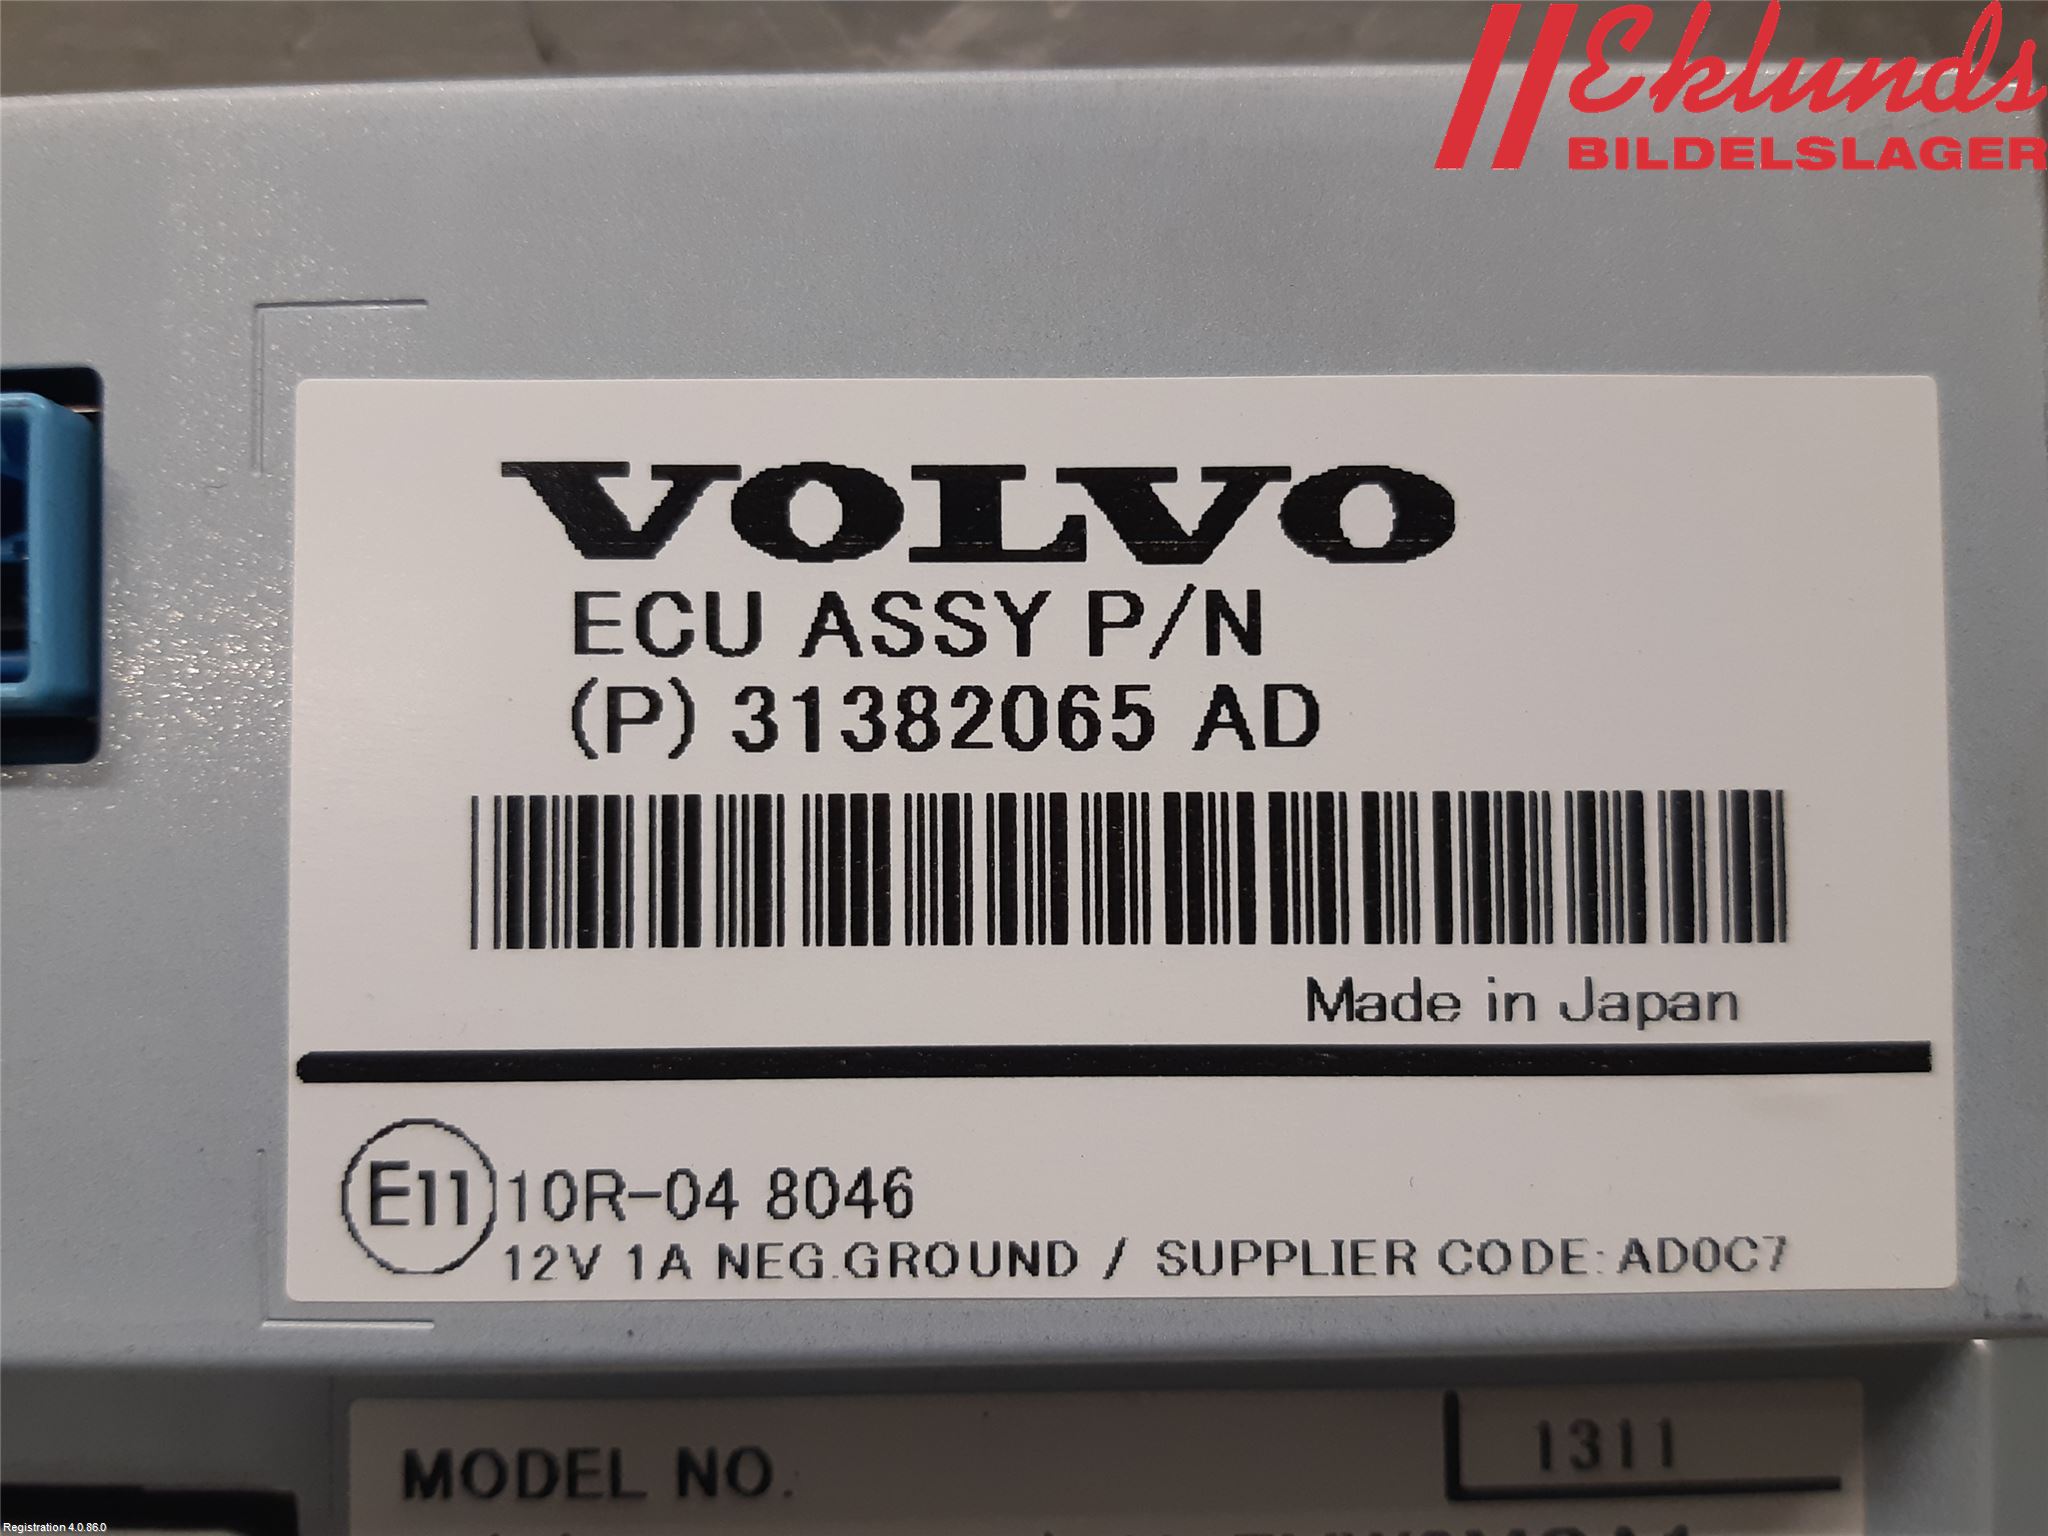 Eklunds
BILDELSLAGER
VOLVO
ECU ASSY P/N
(P) 31382065 AD
Made in Japan
E11 10R-04 8046
12V 1A NEG.GROUND / SUPPLIER CODE: AD0C7
MODEL NO.
1311
Registration 4.0.86.0